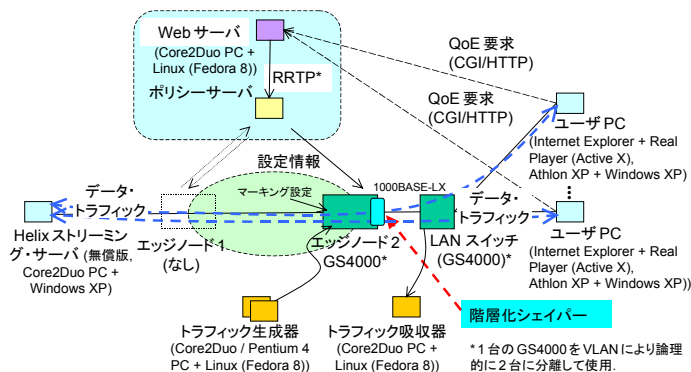 Web サーバ
(Core2Duo PC +
Linux (Fedora 8))
RRTP*
ポリシーサーバ
QoE 要求
(CGI/HTTP)
QoE 要求
(CGI/HTTP)
ユーザ PC
(Internet Explorer + Real
Player (Active X),
Athlon XP + Windows XP)
設定情報
マーキング設定
1000BASE-LX
データ・
トラフィック
データ・
トラフィック
Helix ストリーミン
グ・サーバ (無償版,
Core2Duo PC +
Windows XP)
エッジノード 1
(なし)
エッジノード 2
GS4000*
LAN スイッチ
(GS4000)*
ユーザ PC
(Internet Explorer + Real
Player (Active X),
Athlon XP + Windows XP))
階層化シェイパー
トラフィック生成器
(Core2Duo / Pentium 4
PC + Linux (Fedora 8))
トラフィック吸収器
(Core2Duo PC +
Linux (Fedora 8))
* 1 台の GS4000 を VLAN により論理
的に 2 台に分離して使用.